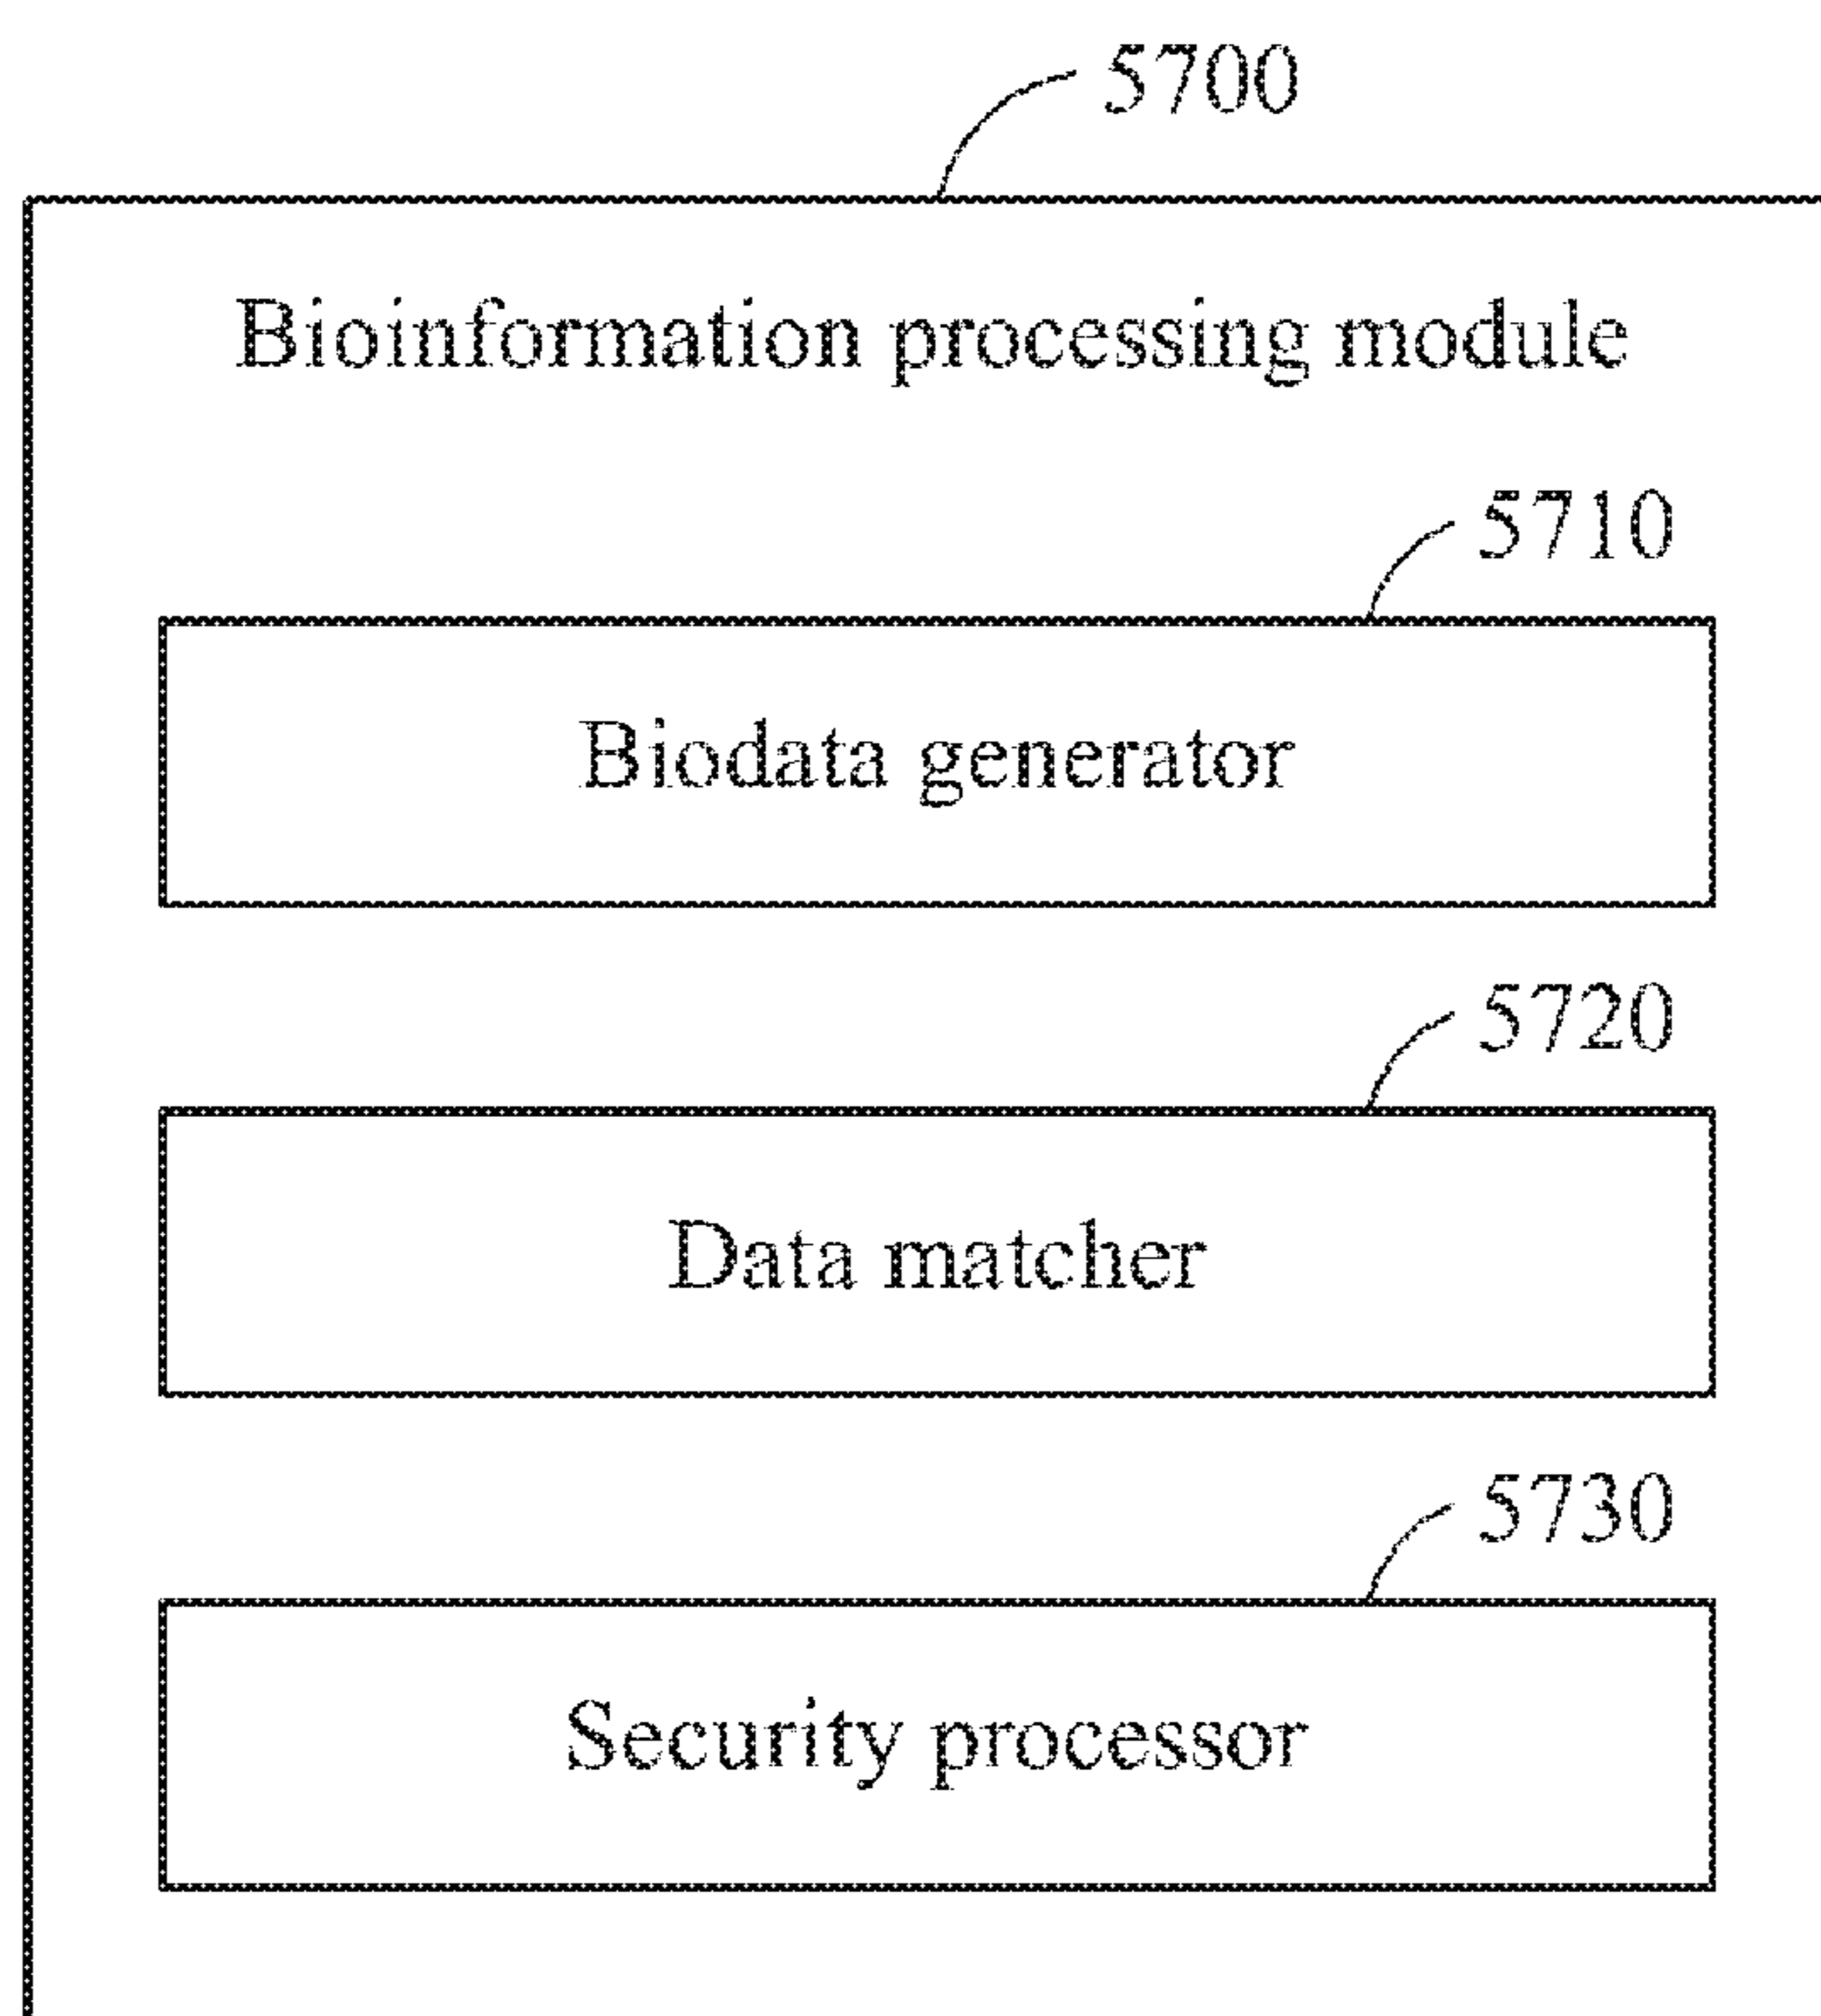 5700
Bioinformation processing module
5710
Biodata generator
5720
Data matcher
5730
Security processor